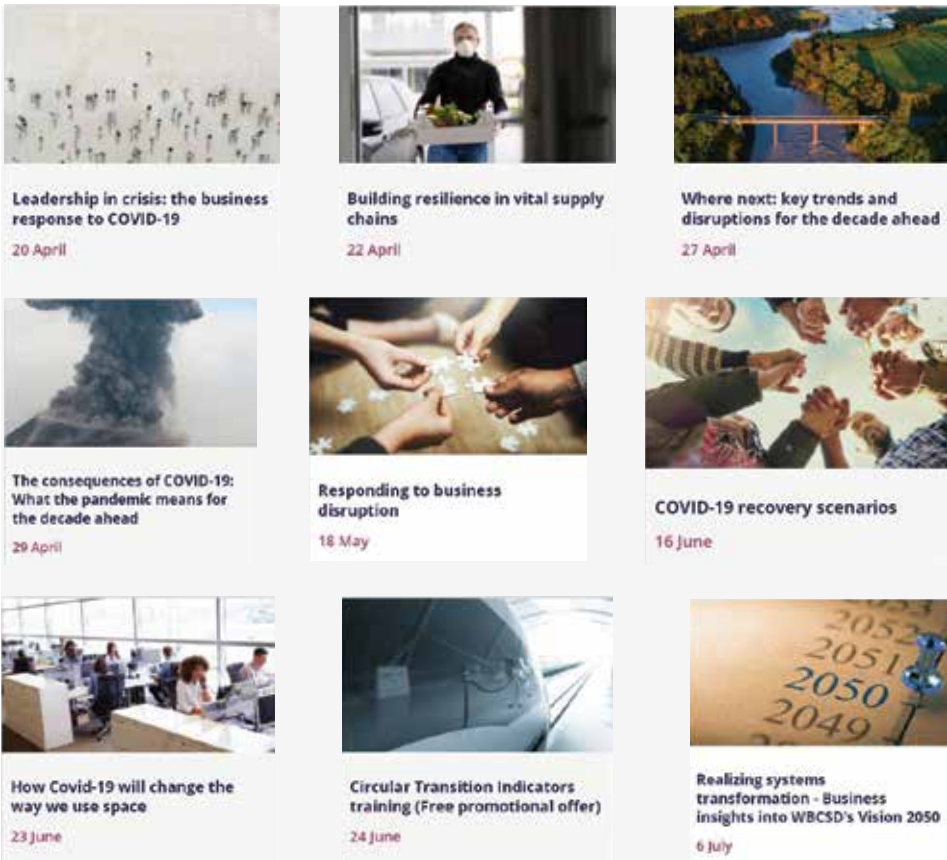 Leadership in crisis: the business
response to COVID-19
20 April
Building resilience in vital supply
chains
22 April
Where next: key trends and
disruptions for the decade ahead
27 April
The consequences of COVID-19:
What the pandemic means for
the decade ahead
29 April
Responding to business
disruption
18 May
COVID-19 recovery scenarios
16 June
How Covid-19 will change the
way we use space
23 June
Circular Transition Indicators
training (Free promotional offer)
24 June
2052
2051
2050
2049
Realizing systems
transformation - Business
insights into WBCSD's Vision 2050
6 July